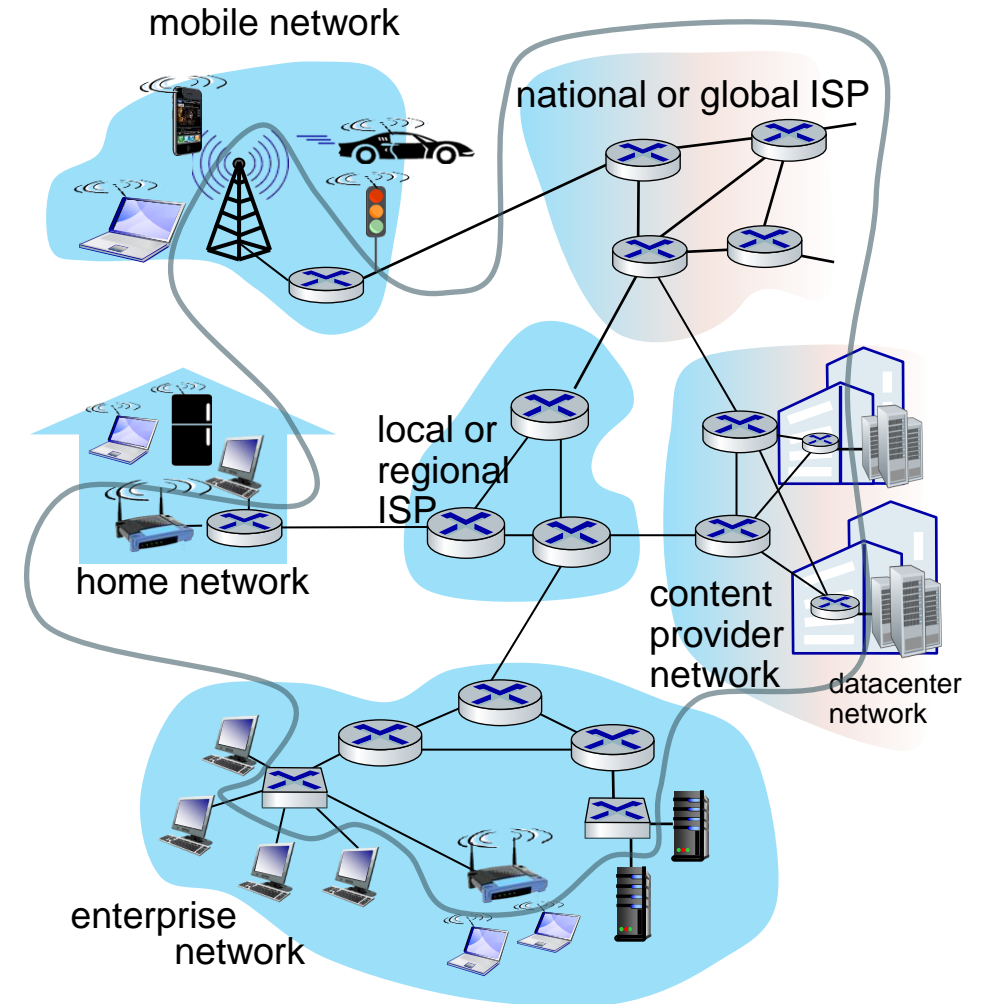 mobile network
national or global ISP
local or
regional
ISP
home network
content
provider
network
datacenter
network
enterprise
network